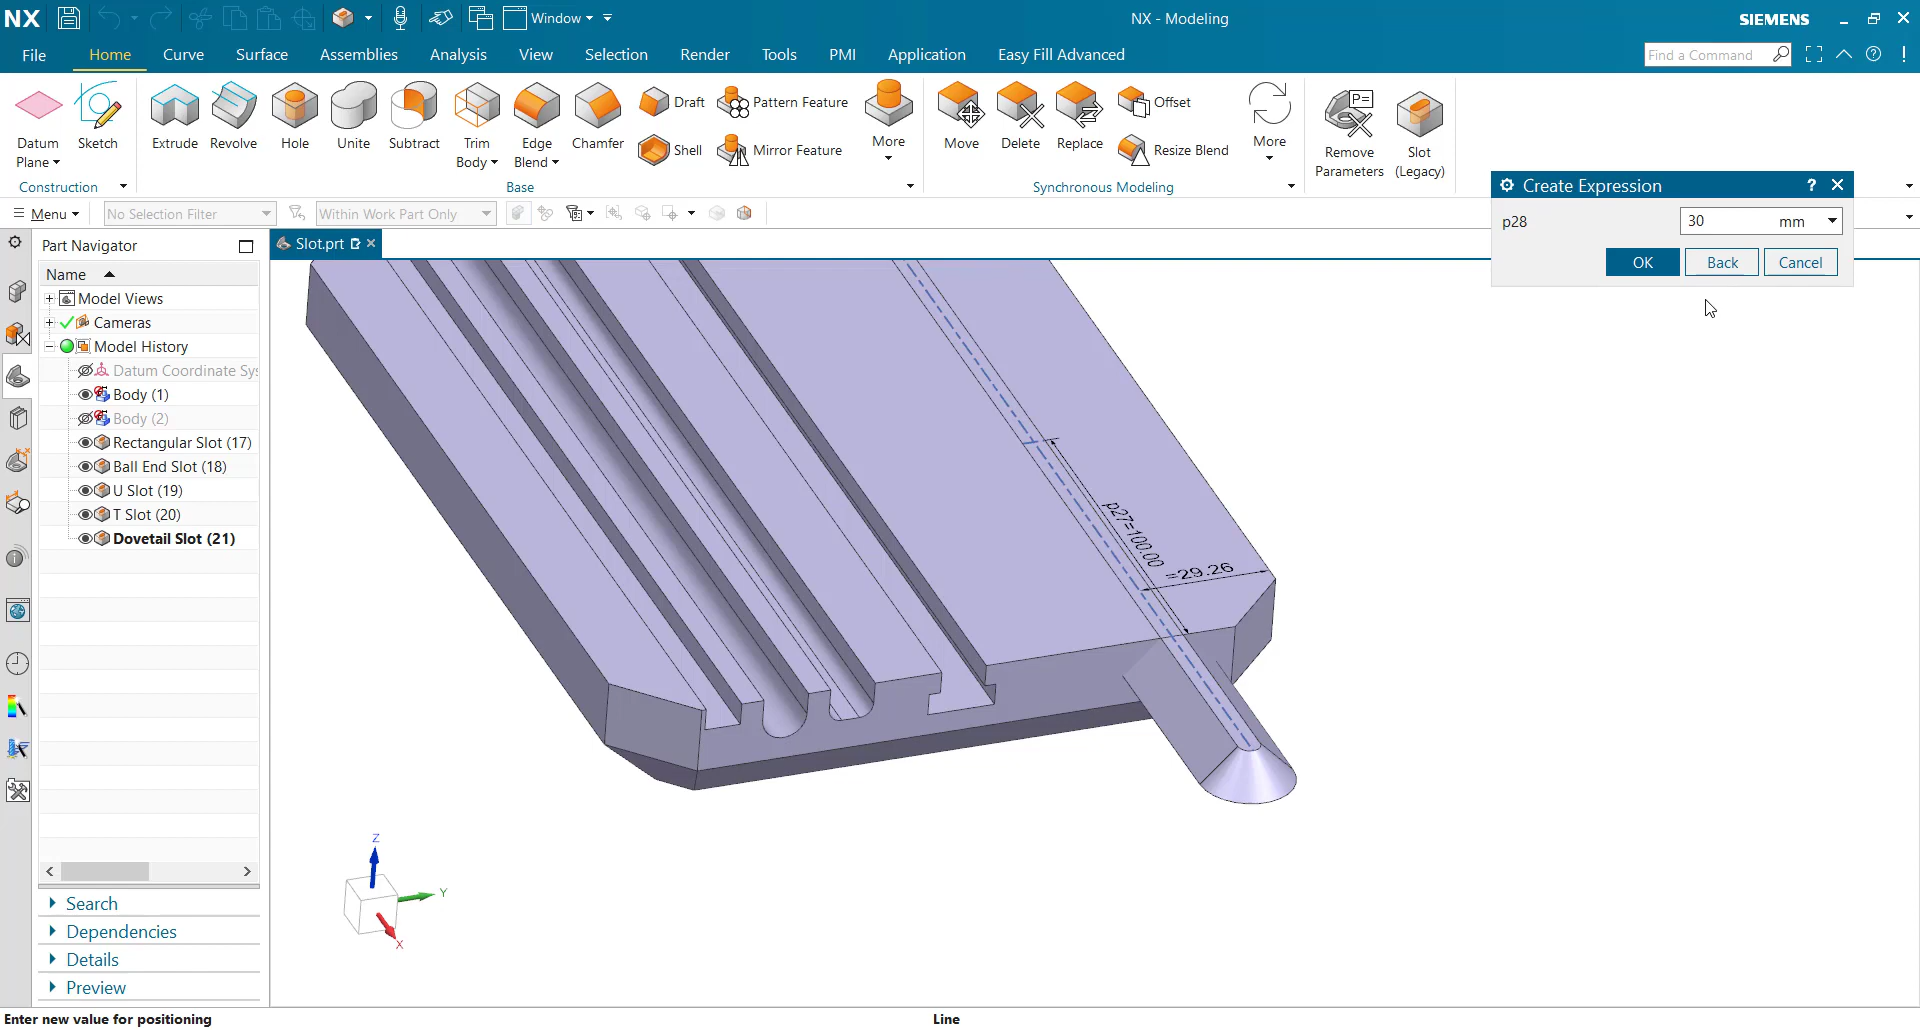 NX
Window
NX - Modeling
SIEMENS
File
Home
Curve
Surface
Assemblies
Analysis
View
Selection
Render
Tools
PMI
Application
Easy Fill Advanced
Find a Command
Datum Plane
Sketch
Extrude
Revolve
Hole
Unite
Subtract
Trim Body
Edge Blend
Chamfer
Draft
Shell
Pattern Feature
Mirror Feature
More
Move
Delete
Replace
Offset
Resize Blend
More
P=
Remove Parameters
Slot (Legacy)
Construction
Base
Synchronous Modeling
Menu
No Selection Filter
Within Work Part Only
Create Expression
p28
30 mm
OK
Back
Cancel
Part Navigator
Slot.prt
Name
Model Views
Cameras
Model History
Datum Coordinate Sys
Body (1)
Body (2)
Rectangular Slot (17)
Ball End Slot (18)
U Slot (19)
T Slot (20)
Dovetail Slot (21)
p27=100.00
=29.26
Z
Y
X
Search
Dependencies
Details
Preview
Enter new value for positioning
Line